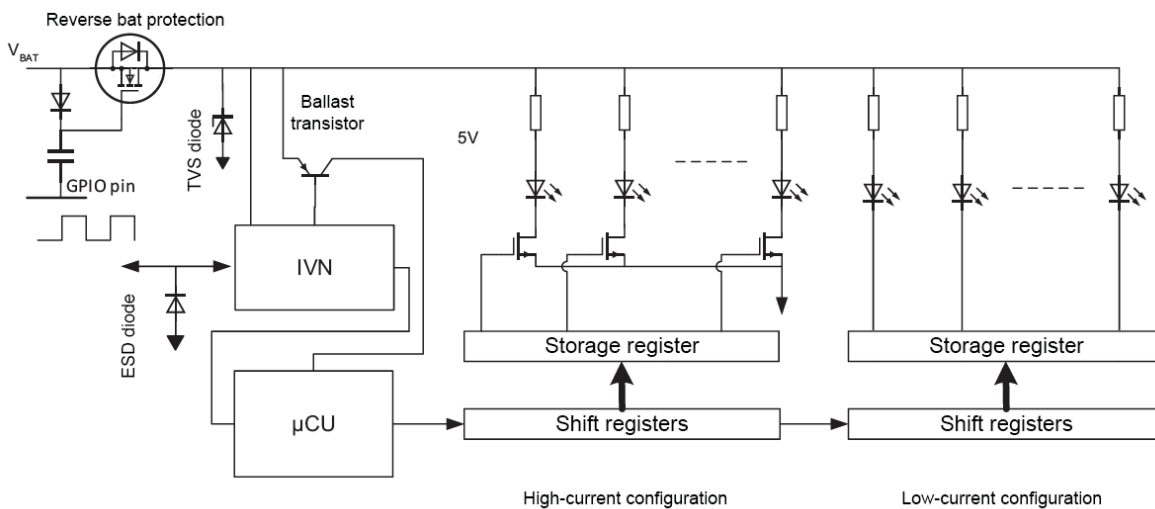 Reverse bat protection
VBAT
Ballast
transistor
5V
TVS diode
GPIO pin
IVN
ESD diode
Storage register
Storage register
µCU
Shift registers
Shift registers
High-current configuration
Low-current configuration